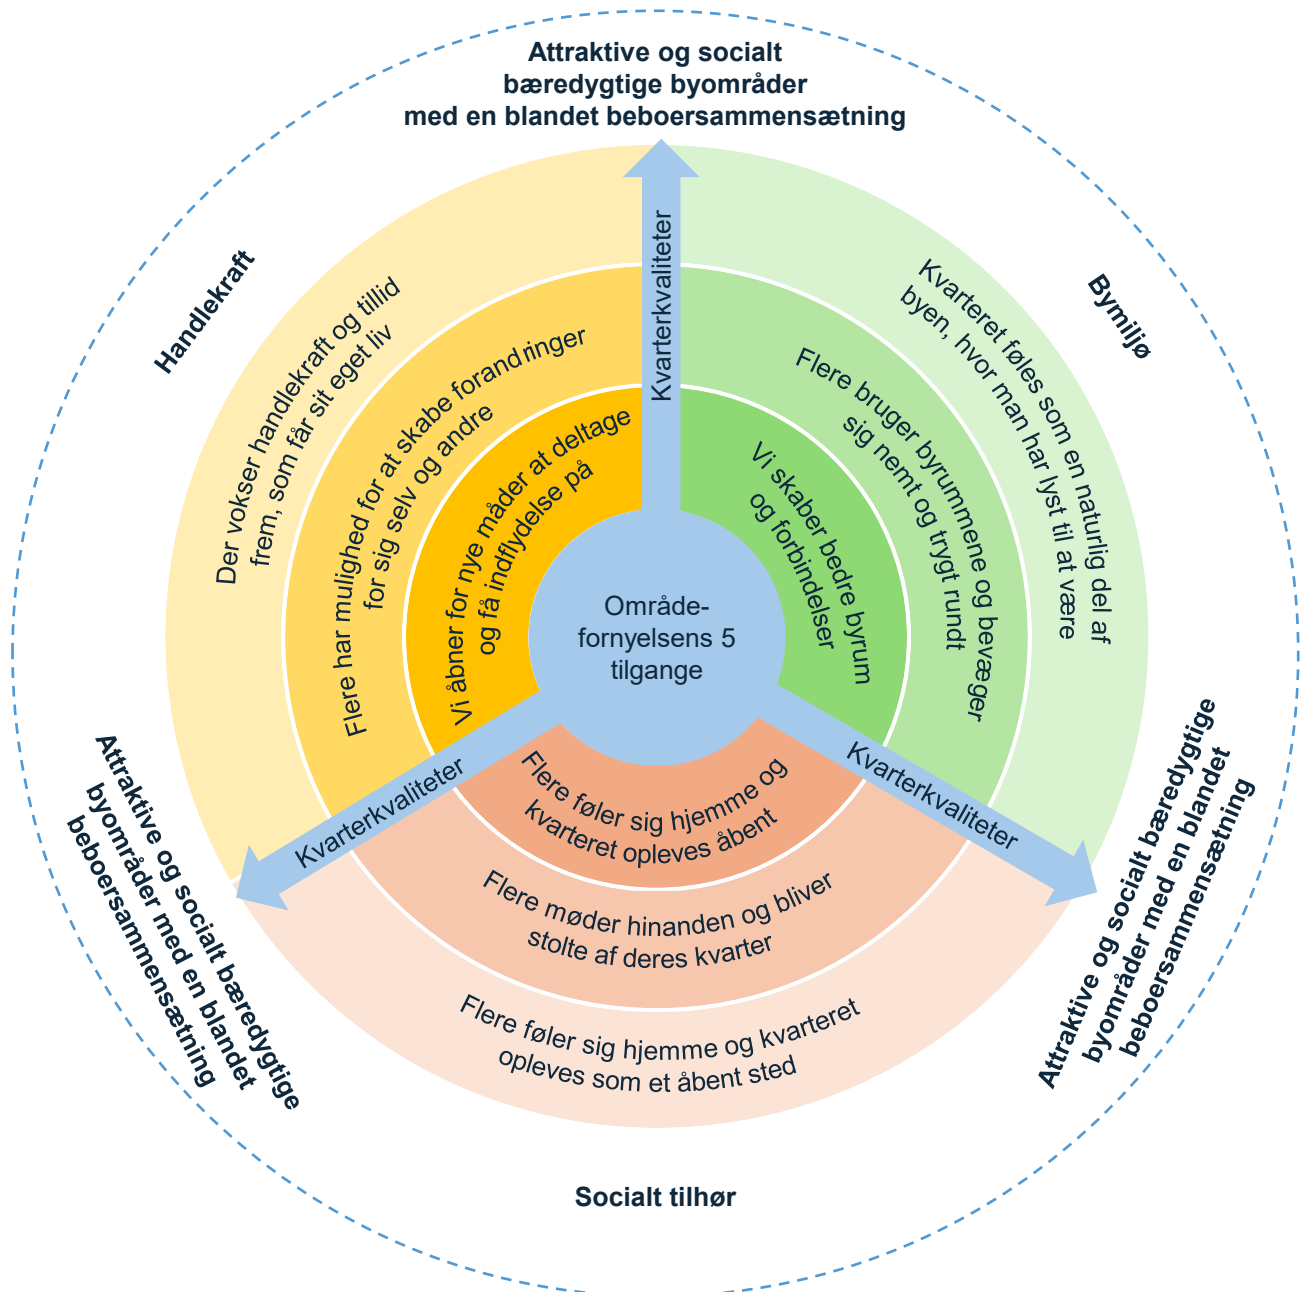 Attraktive og socialt
bæredygtige byområder
med en blandet beboersammensætning
Kvarterkvaliteter
Handlekraft
Der vokser handlekraft og tillid
frem, som får sit eget liv
Flere har mulighed for at skabe forandringer
for sig selv og andre
Vi åbner for nye måder at deltage
og få indflydelse på
Bymiljø
Kvarteret føles som en naturlig del af
byen, hvor man har lyst til at være
Flere bruger byrummene og bevæger
sig nemt og trygt rundt
Vi skaber bedre byrum
og forbindelser
Område-
fornyelsens 5
tilgange
Kvarterkvaliteter
Attraktive og socialt bæredygtige
byområder med en blandet
beboersammensætning
Kvarterkvaliteter
Attraktive og socialt bæredygtige
byområder med en blandet
beboersammensætning
Flere føler sig hjemme og
kvarteret opleves åbent
Flere møder hinanden og bliver
stolte af deres kvarter
Flere føler sig hjemme og kvarteret
opleves som et åbent sted
Socialt tilhør